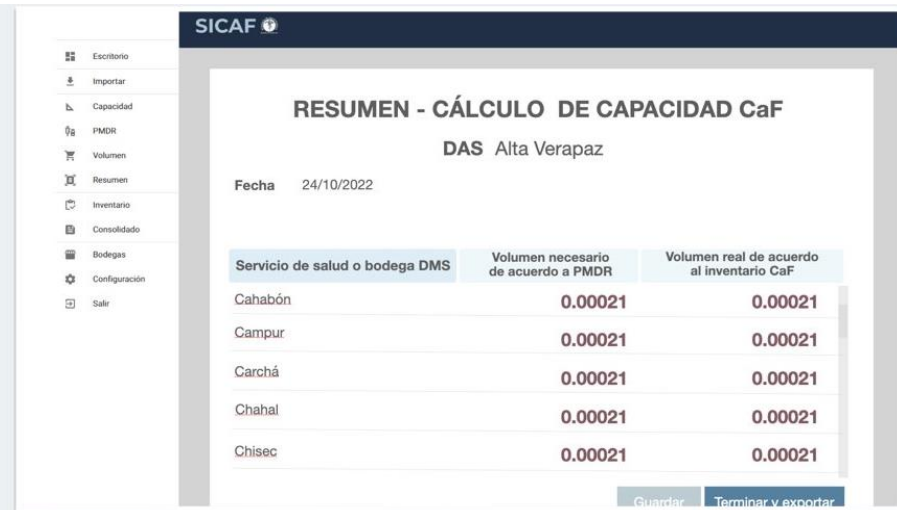 SICAF
Escritorio
Importar
Capacidad
PMDR
Volumen
Resumen
Inventario
Consolidado
Bodegas
Configuración
Salir
RESUMEN - CÁLCULO DE CAPACIDAD CaF
DAS Alta Verapaz
Fecha 24/10/2022
Servicio de salud o bodega DMS
Volumen necesario
de acuerdo a PMDR
Volumen real de acuerdo
al inventario CaF
Cahabón 0.00021 0.00021
Campur 0.00021 0.00021
Carchá 0.00021 0.00021
Chahal 0.00021 0.00021
Chisec 0.00021 0.00021
Guardar Terminar y exportar